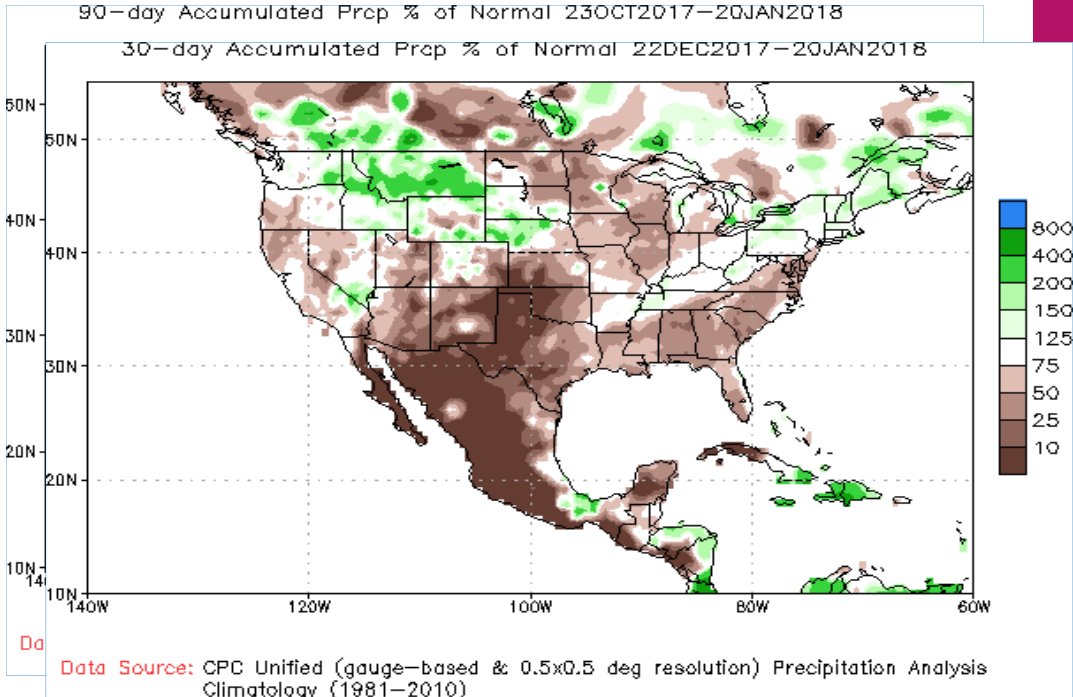 90-day Accumulated Prcp % of Normal 23OCT2017-20JAN2018
30-day Accumulated Prcp % of Normal 22DEC2017-20JAN2018
50N
50N
40N
40N
30N
30N
20N
20N
10N
14
10N
140W
120W
100W
80W
60W
800
400
200
150
125
75
50
25
10
Da
Data Source: CPC Unified (gauge-based & 0.5x0.5 deg resolution) Precipitation Analysis
Climatology (1981-2010)